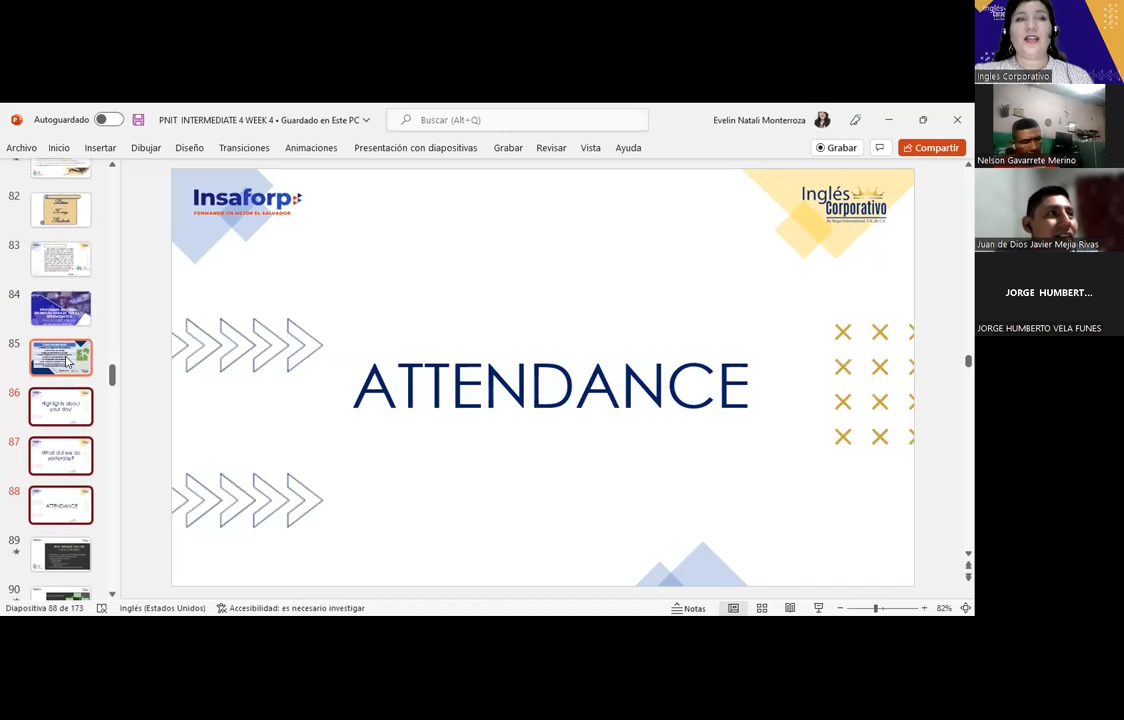 Autoguardado
PNIT INTERMEDIATE 4 WEEK 4 • Guardado en Este PC
Buscar (Alt+Q)
Evelin Natali Monterroza
Archivo Inicio Insertar Dibujar Diseño Transiciones Animaciones Presentación con diapositivas Grabar Revisar Vista Ayuda
Grabar
Compartir
82
83
84
85
86
Highlights about
your day!
87
What did we do
yesterday?
88
ATTENDANCE
89
90
Insaforp
FORMANDO UN MEJOR EL SALVADOR
Inglés
Corporativo
ATTENDANCE
Diapositiva 88 de 173
Inglés (Estados Unidos)
Accesibilidad: es necesario investigar
Notas
82%
Ingles Corporativo
Nelson Gavarrete Merino
Juan de Dios Javier Mejia Rivas
JORGE HUMBERT...
JORGE HUMBERTO VELA FUNES